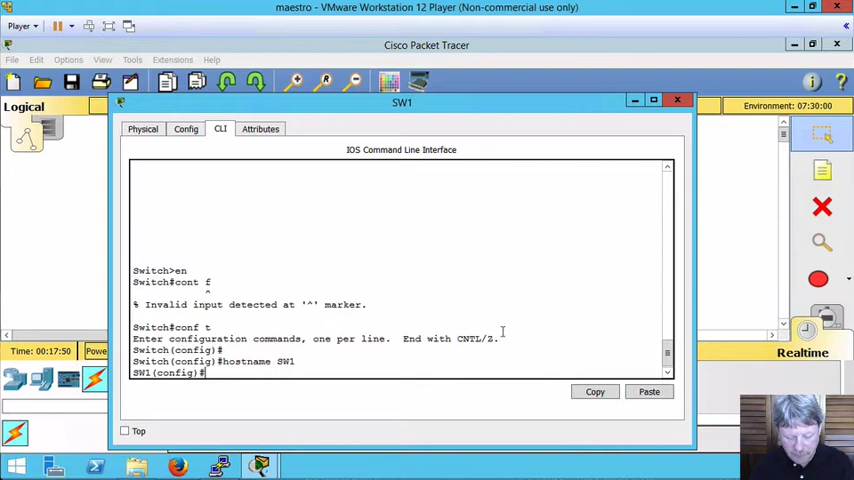 maestro - VMware Workstation 12 Player (Non-commercial use only)
Player
Cisco Packet Tracer
File Edit Options View Tools Extensions Help
Logical
SW1
Environment: 07:30:00
Physical Config CLI Attributes
IOS Command Line Interface
Switch>en
Switch#cont f
^
% Invalid input detected at '^' marker.
Switch#conf t
Enter configuration commands, one per line. End with CNTL/Z.
Switch(config)#
Switch(config)#hostname SW1
SW1(config)#
Time: 00:17:50
Realtime
Copy Paste
Top